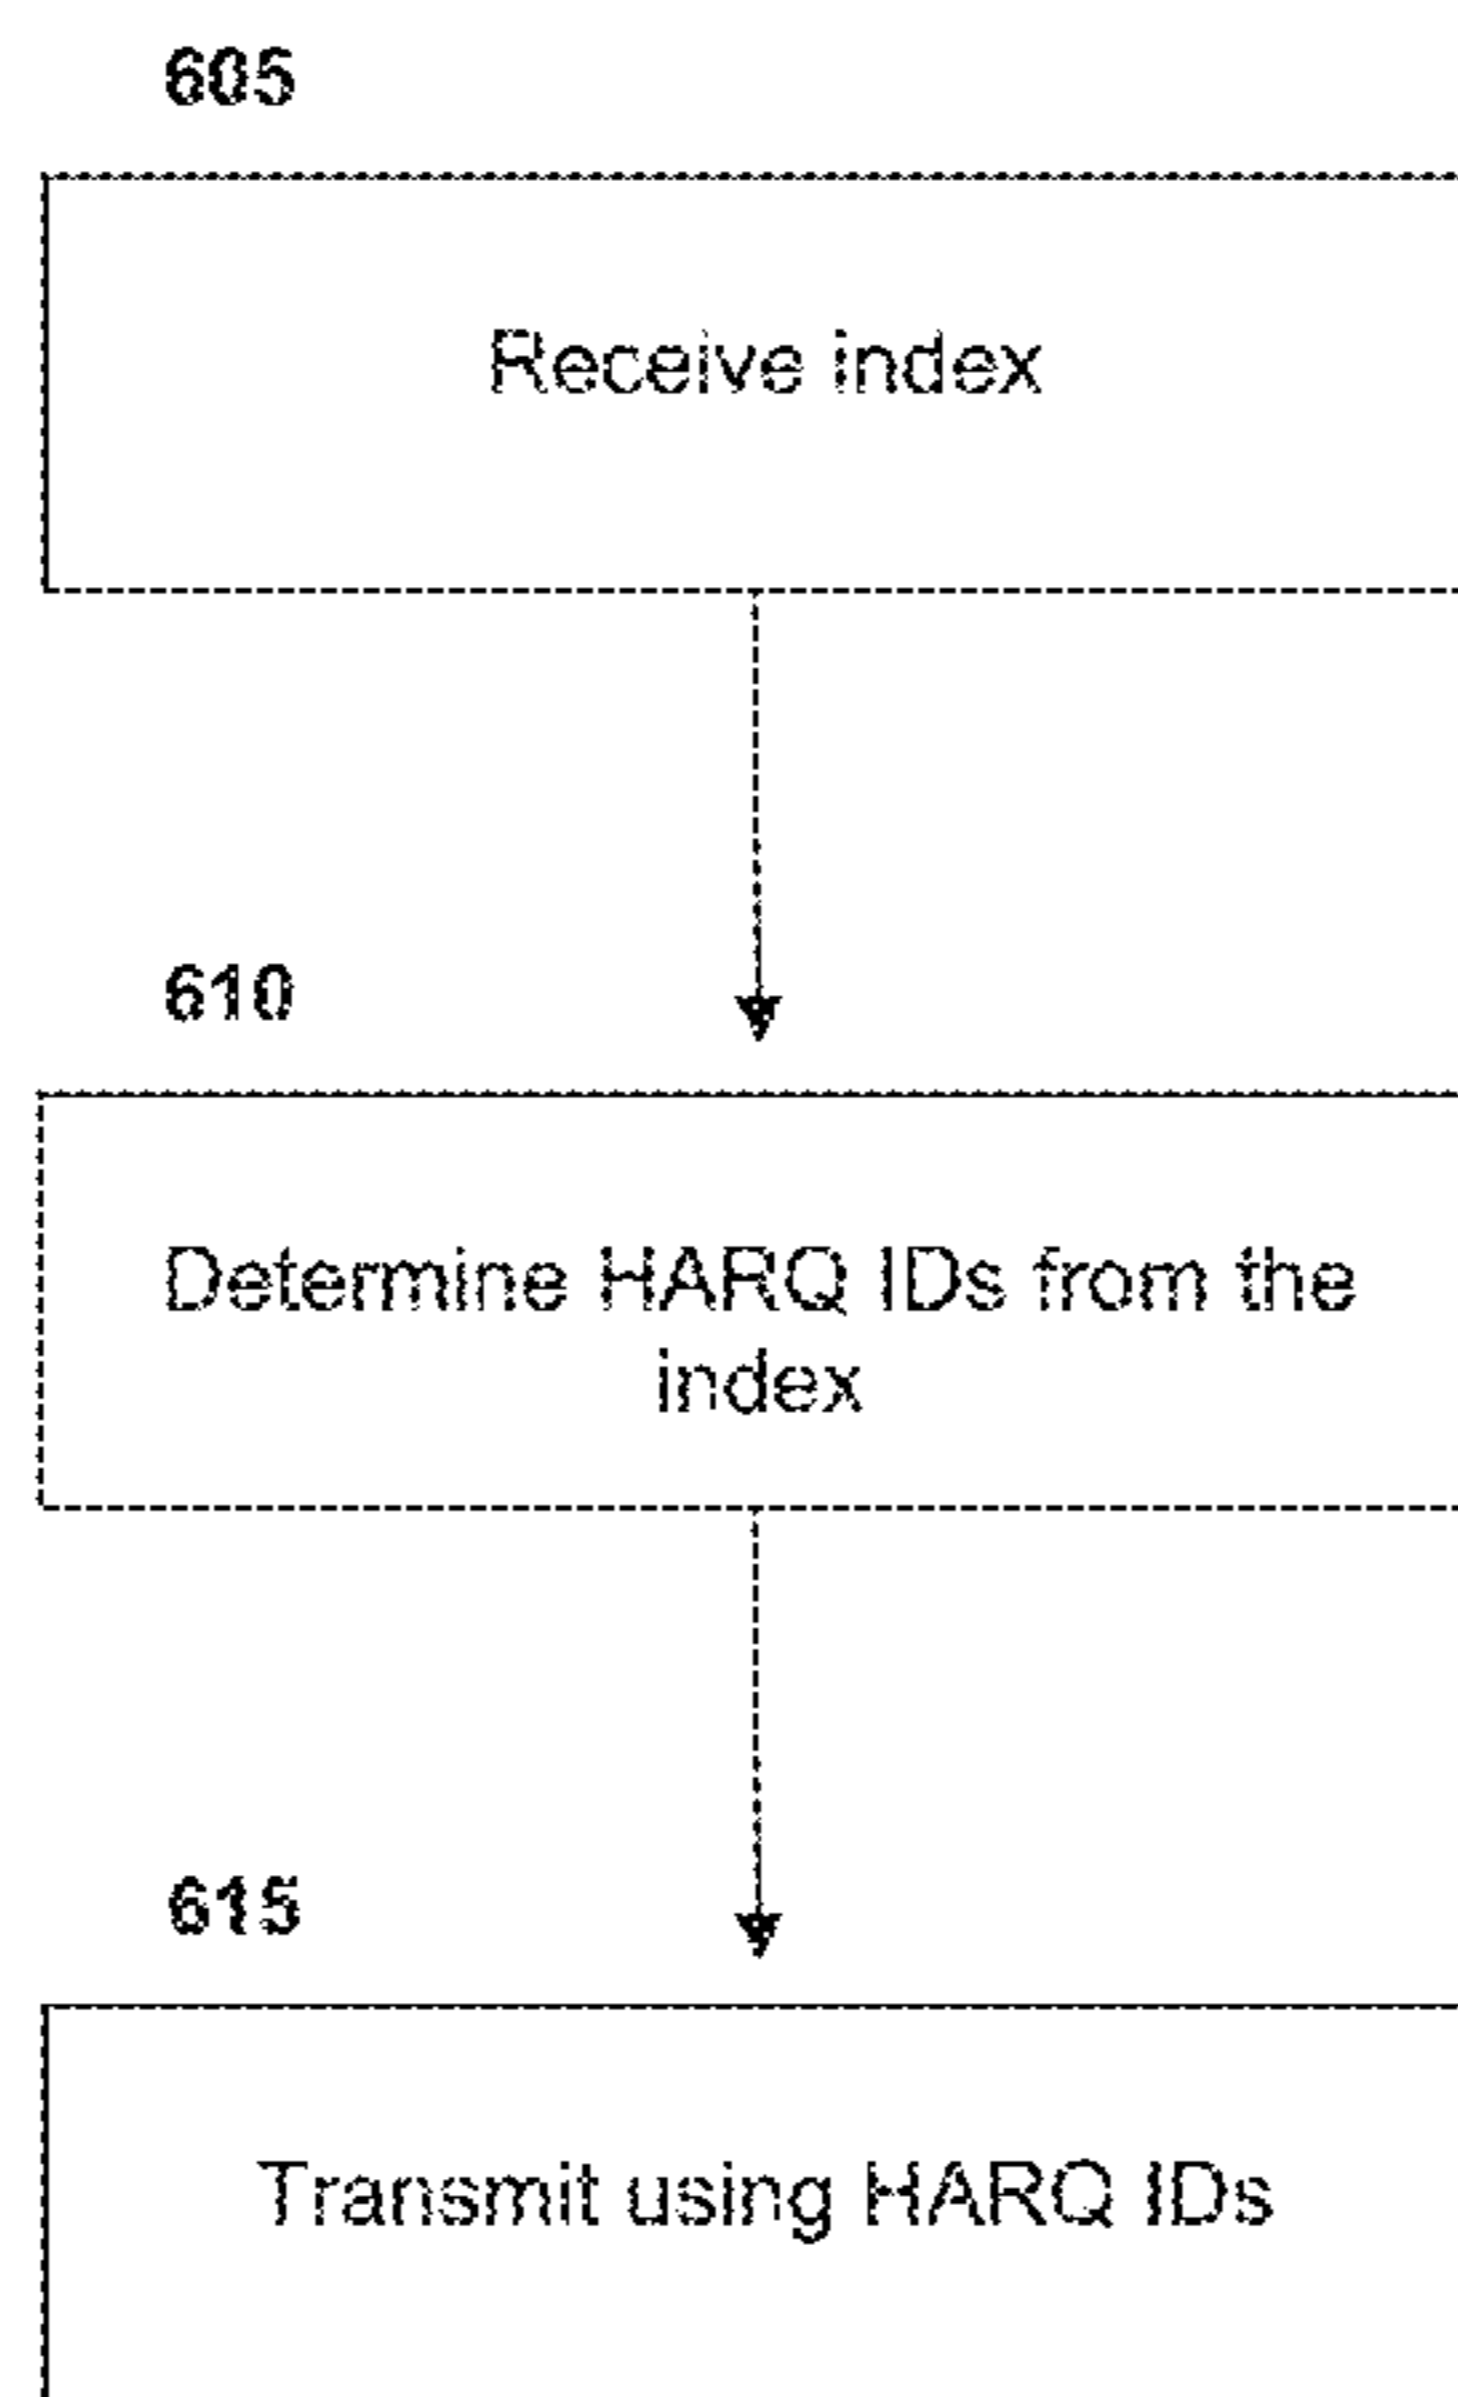 605
Receive index
610
Determine HARQ IDs from the
index
615
Transmit using HARQ IDs